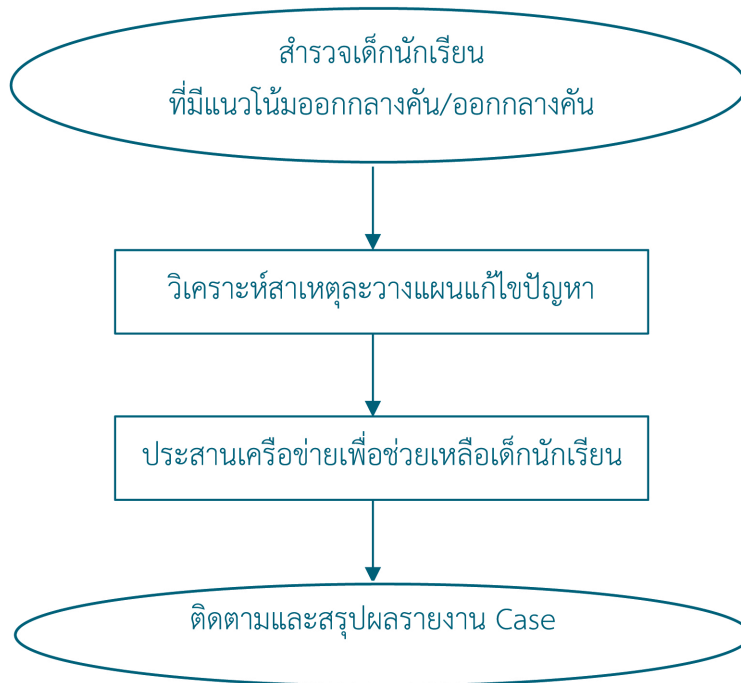 สำรวจเด็กนักเรียน
ที่มีแนวโน้มออกกลางคัน/ออกกลางคัน
วิเคราะห์สาเหตุละวางแผนแก้ไขปัญหา
ประสานเครือข่ายเพื่อช่วยเหลือเด็กนักเรียน
ติดตามและสรุปผลรายงาน Case